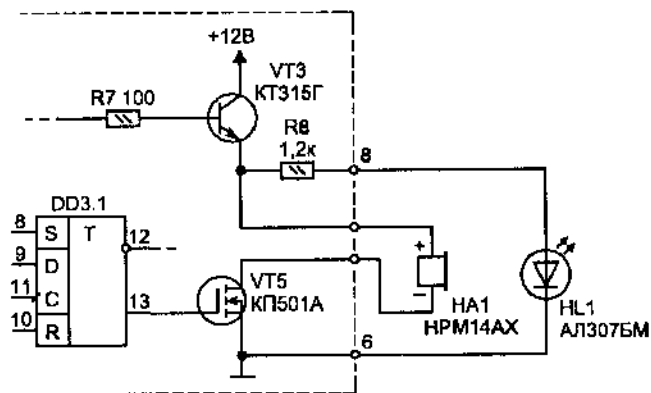 +12В
VT3
КТ315Г
R7 100
R8
1,2к
8
DD3.1
8
S
T
12
9
D
11
C
13
10
R
VT5
КП501А
+
−
HA1
HPM14AX
HL1
АЛ307БМ
6